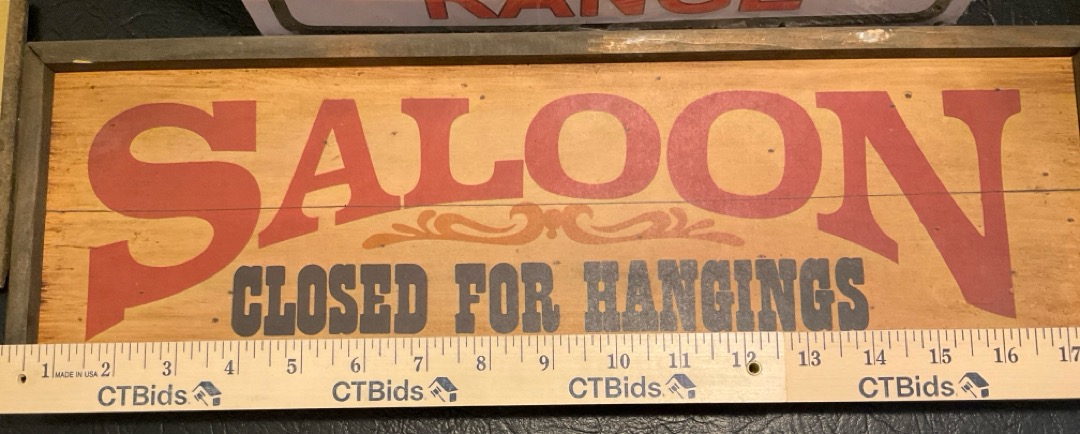 RANGE
SALOON
CLOSED FOR HANGINGS
1 MADE IN USA 2 3 4 5 6 7 8 9 10 11 12 13 14 15 16 17
CTBids CTBids CTBids CTBids